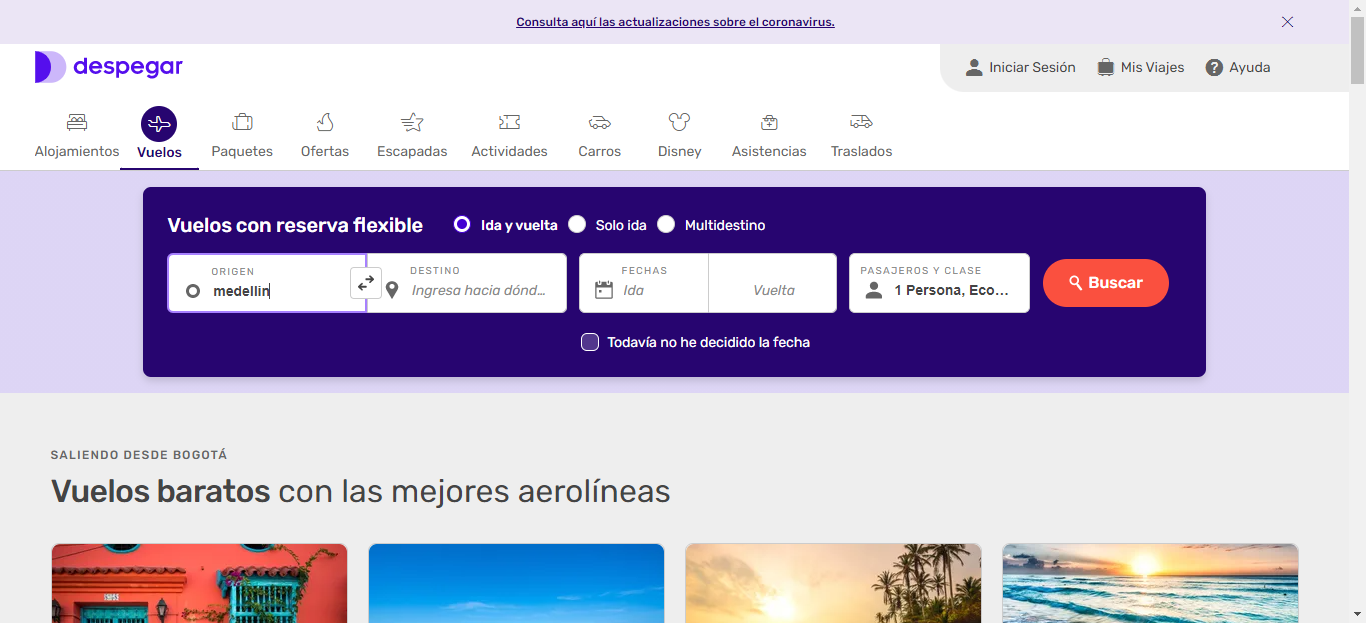 Consulta aquí las actualizaciones sobre el coronavirus.
despegar
Iniciar Sesión Mis Viajes Ayuda
Alojamientos Vuelos Paquetes Ofertas Escapadas Actividades Carros Disney Asistencias Traslados
Vuelos con reserva flexible Ida y vuelta Solo ida Multidestino
ORIGEN DESTINO FECHAS PASAJEROS Y CLASE
medellin Ingresa hacia dónd... Ida Vuelta 1 Persona, Eco... Buscar
Todavía no he decidido la fecha
SALIENDO DESDE BOGOTÁ
Vuelos baratos con las mejores aerolíneas